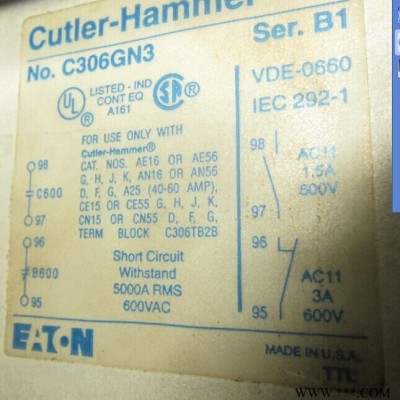 Cutler-Hammer
No. C306GN3
Ser. B1
UL
LISTED - IND
CONT EQ
A161
SA
VDE-0660
IEC 292-1
FOR USE ONLY WITH
Cutler-Hammer®
CAT. NOS. AE16 OR AE56
G, H, J, K, AN16 OR AN56
D, F, G, A25 (40-60 AMP),
CE15 OR CE55 G, H, J, K,
CN15 OR CN55 D, F, G,
TERM BLOCK C306TB2B
98
C600
97
96
B600
95
Short Circuit
Withstand
5000A RMS
600VAC
98
AC11
1.5A
600V
97
96
AC11
3A
600V
95
EATON
MADE IN U.S.A.
TTL